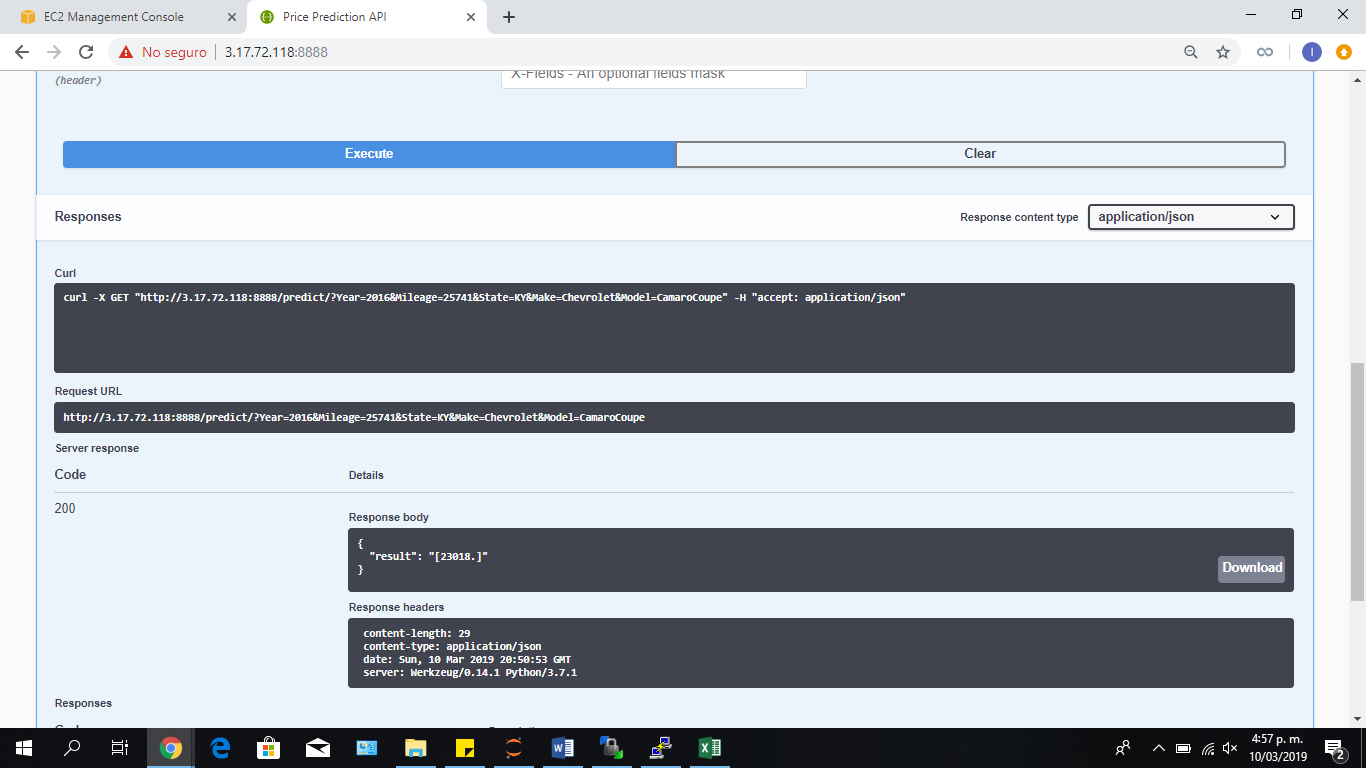 EC2 Management Console
Price Prediction API
No seguro
3.17.72.118:8888
I
(header)
X-Fields - An optional fields mask
Execute
Clear
Responses
Response content type
application/json
Curl
curl -X GET "http://3.17.72.118:8888/predict/?Year=2016&Mileage=25741&State=KY&Make=Chevrolet&Model=CamaroCoupe" -H "accept: application/json"
Request URL
http://3.17.72.118:8888/predict/?Year=2016&Mileage=25741&State=KY&Make=Chevrolet&Model=CamaroCoupe
Server response
Code
Details
200
Response body
{
"result": "[23018.]"
}
Download
Response headers
content-length: 29
content-type: application/json
date: Sun, 10 Mar 2019 20:50:53 GMT
server: Werkzeug/0.14.1 Python/3.7.1
Responses
4:57 p. m.
10/03/2019
2